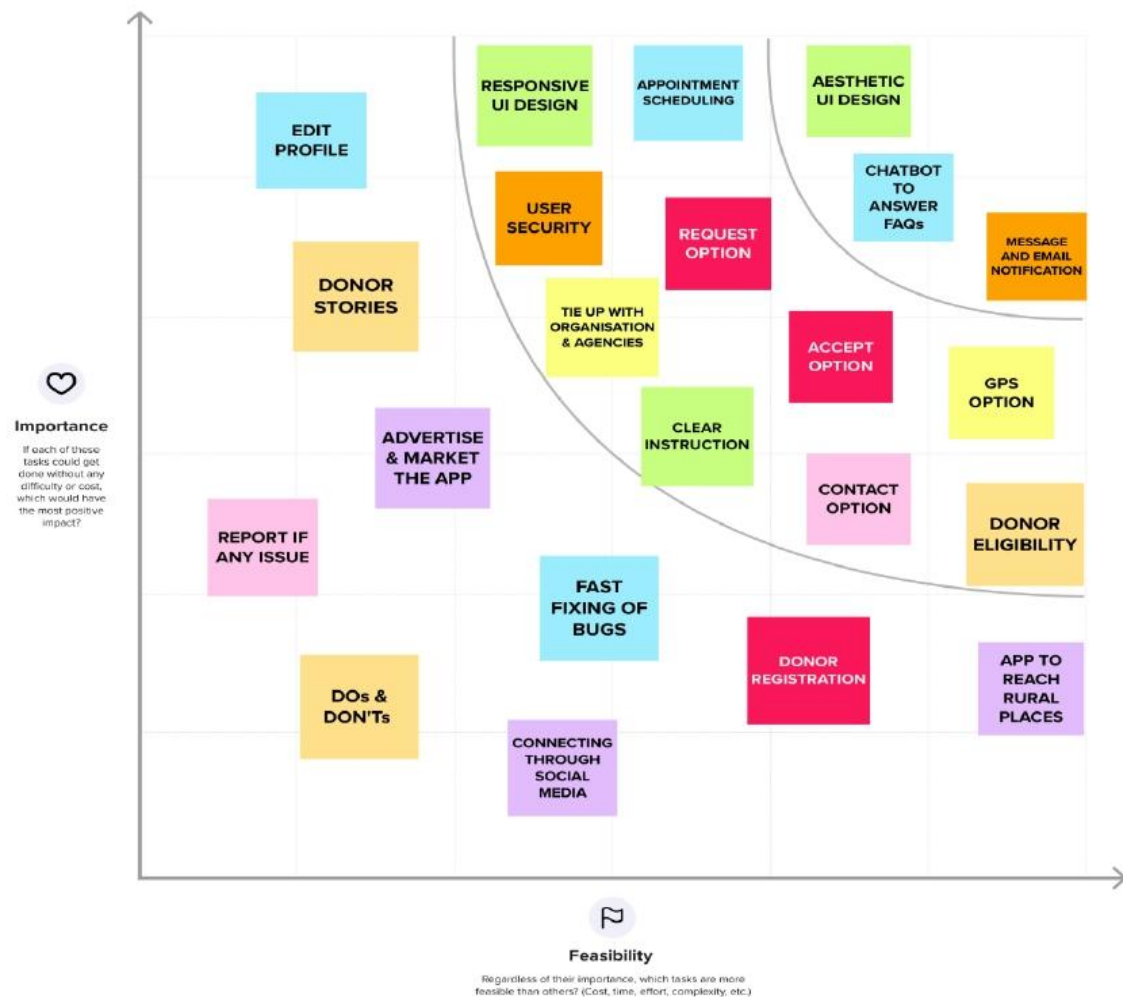 RESPONSIVE
UI DESIGN
APPOINTMENT
SCHEDULING
AESTHETIC
UI DESIGN
EDIT
PROFILE
CHATBOT
TO
ANSWER
FAQs
USER
SECURITY
REQUEST
OPTION
MESSAGE
AND EMAIL
NOTIFICATION
DONOR
STORIES
TIE UP WITH
ORGANISATION
& AGENCIES
ACCEPT
OPTION
GPS
OPTION
Importance
If each of these
tasks could get
done without any
difficulty or cost,
which would have
the most positive
impact?
ADVERTISE
& MARKET
THE APP
CLEAR
INSTRUCTION
CONTACT
OPTION
DONOR
ELIGIBILITY
REPORT IF
ANY ISSUE
FAST
FIXING OF
BUGS
DONOR
REGISTRATION
APP TO
REACH
RURAL
PLACES
DOs &
DON'Ts
CONNECTING
THROUGH
SOCIAL
MEDIA
Feasibility
Regardless of their importance, which tasks are more
feasible than others? (Cost, time, effort, complexity, etc.)